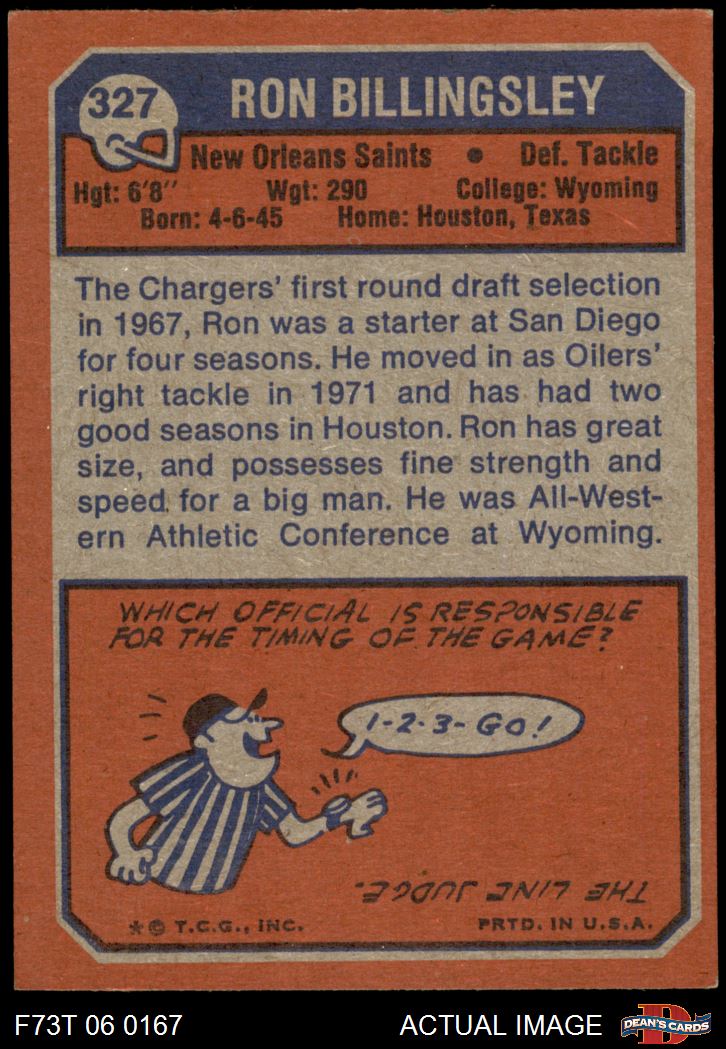 327
RON BILLINGSLEY
New Orleans Saints • Def. Tackle
Hgt: 6'8" Wgt: 290 College: Wyoming
Born: 4-6-45 Home: Houston, Texas
The Chargers' first round draft selection
in 1967, Ron was a starter at San Diego
for four seasons. He moved in as Oilers'
right tackle in 1971 and has had two
good seasons in Houston. Ron has great
size, and possesses fine strength and
speed for a big man. He was All-West-
ern Athletic Conference at Wyoming.
WHICH OFFICIAL IS RESPONSIBLE
FOR THE TIMING OF THE GAME?
1-2-3-GO!
THE LINE JUDGE.
* © T.C.G., INC. PRTD. IN U.S.A.
F73T 06 0167 ACTUAL IMAGE
D
DEAN'S CARDS